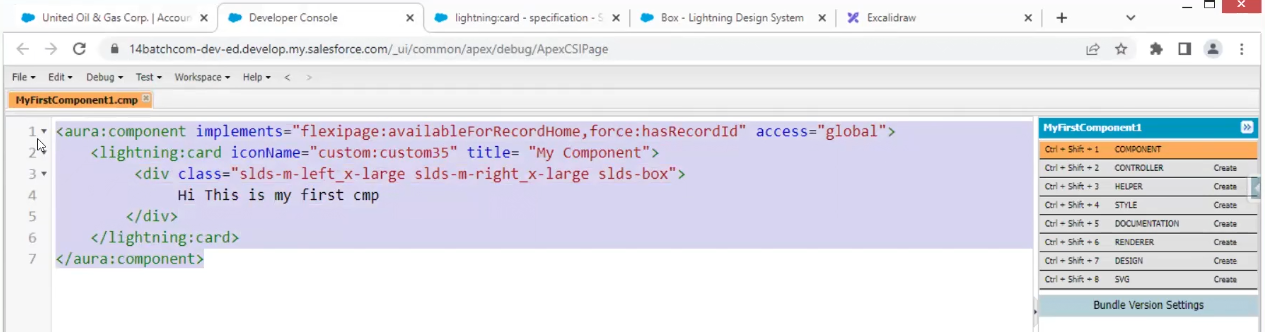 United Oil & Gas Corp. | Accoun
Developer Console
lightning:card - specification - S
Box - Lightning Design System
Excalidraw
14batchcom-dev-ed.develop.my.salesforce.com/_ui/common/apex/debug/ApexCSIPage
File Edit Debug Test Workspace Help < >
MyFirstComponent1.cmp
1 <aura:component implements="flexipage:availableForRecordHome,force:hasRecordId" access="global">
2 <lightning:card iconName="custom:custom35" title= "My Component">
3 <div class="slds-m-left_x-large slds-m-right_x-large slds-box">
4 Hi This is my first cmp
5 </div>
6 </lightning:card>
7 </aura:component>
MyFirstComponent1
Ctrl + Shift + 1 COMPONENT
Ctrl + Shift + 2 CONTROLLER Create
Ctrl + Shift + 3 HELPER Create
Ctrl + Shift + 4 STYLE Create
Ctrl + Shift + 5 DOCUMENTATION Create
Ctrl + Shift + 6 RENDERER Create
Ctrl + Shift + 7 DESIGN Create
Ctrl + Shift + 8 SVG Create
Bundle Version Settings